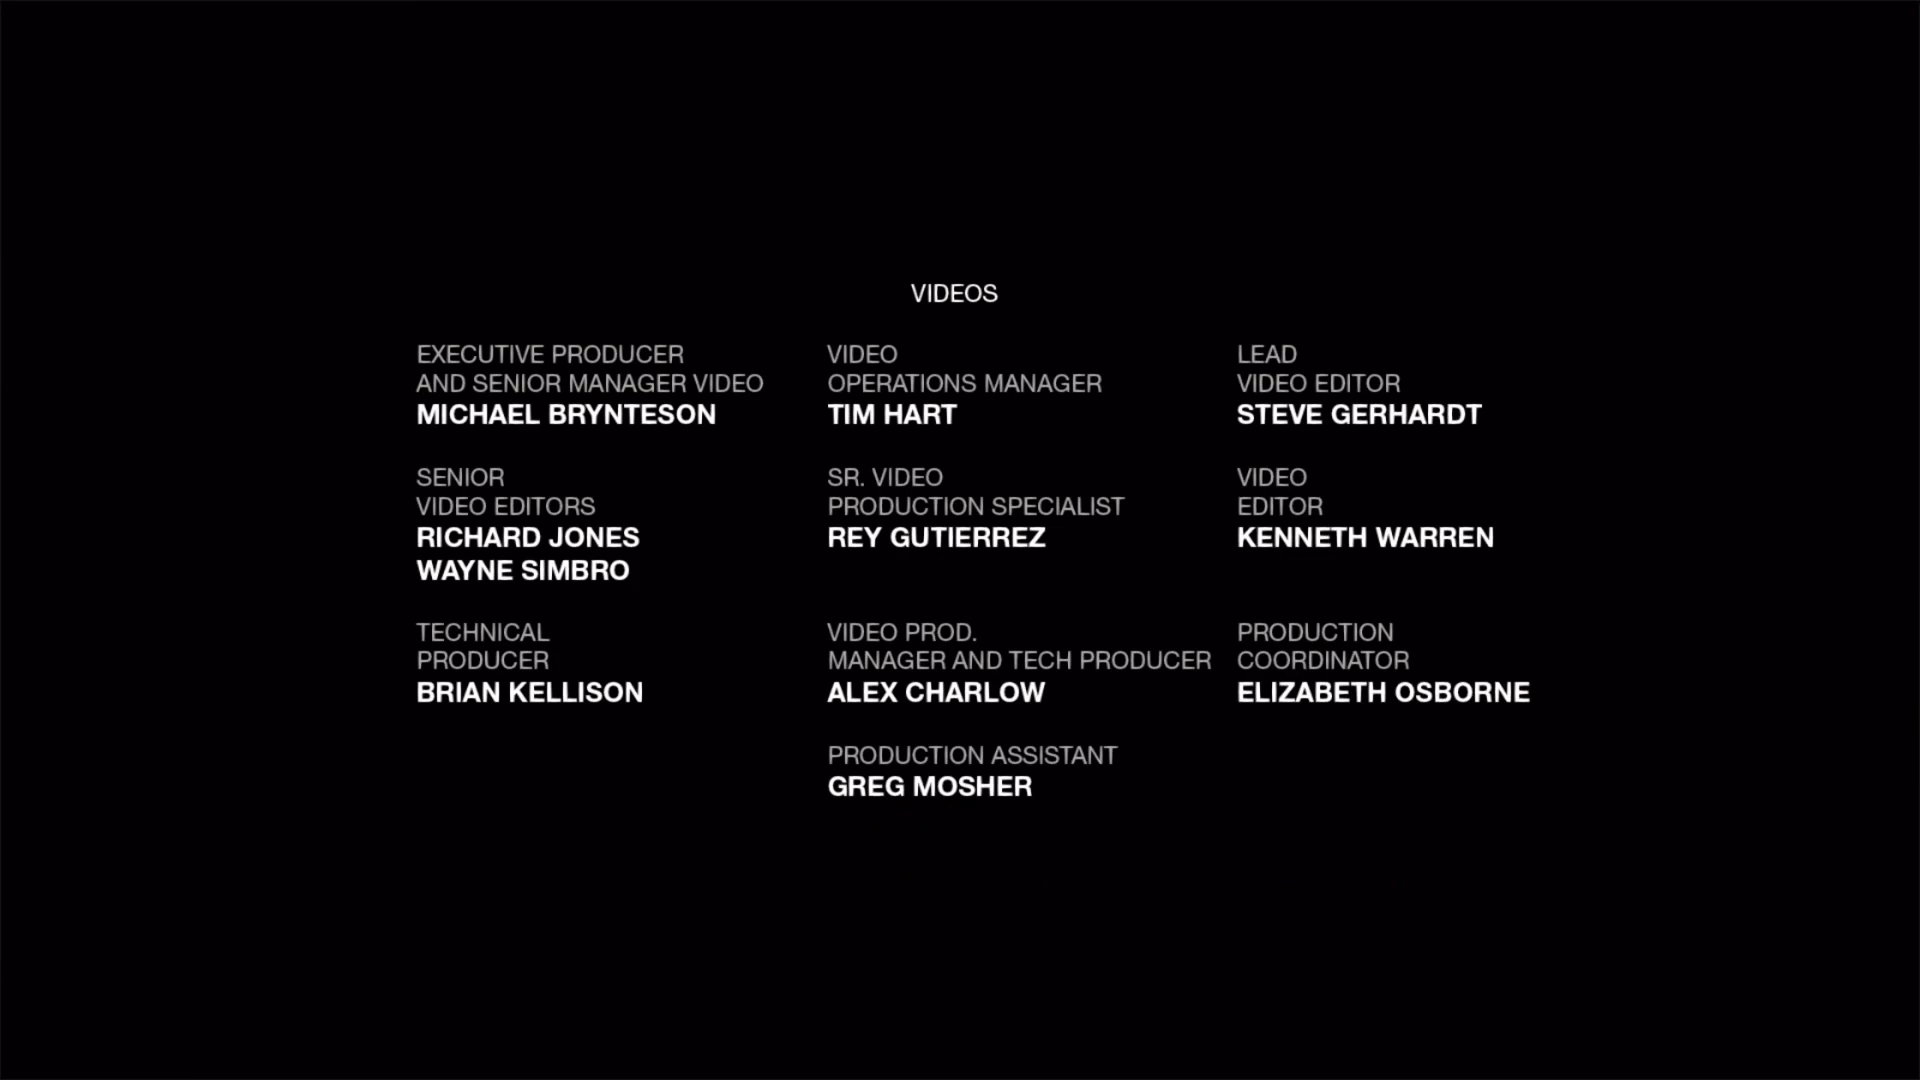 VIDEOS
EXECUTIVE PRODUCER
AND SENIOR MANAGER VIDEO
MICHAEL BRYNTESON
VIDEO
OPERATIONS MANAGER
TIM HART
LEAD
VIDEO EDITOR
STEVE GERHARDT
SENIOR
VIDEO EDITORS
RICHARD JONES
WAYNE SIMBRO
SR. VIDEO
PRODUCTION SPECIALIST
REY GUTIERREZ
VIDEO
EDITOR
KENNETH WARREN
TECHNICAL
PRODUCER
BRIAN KELLISON
VIDEO PROD.
MANAGER AND TECH PRODUCER
ALEX CHARLOW
PRODUCTION
COORDINATOR
ELIZABETH OSBORNE
PRODUCTION ASSISTANT
GREG MOSHER